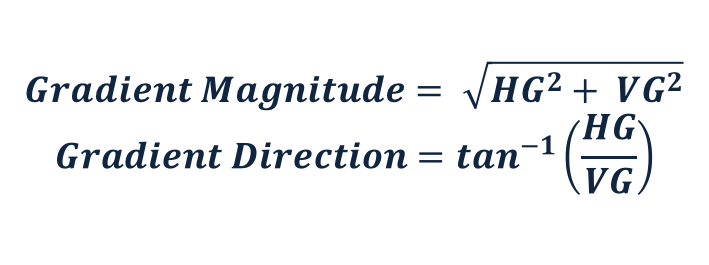 Gradient Magnitude = √HG² + VG²
Gradient Direction = tan⁻¹(HG/VG)